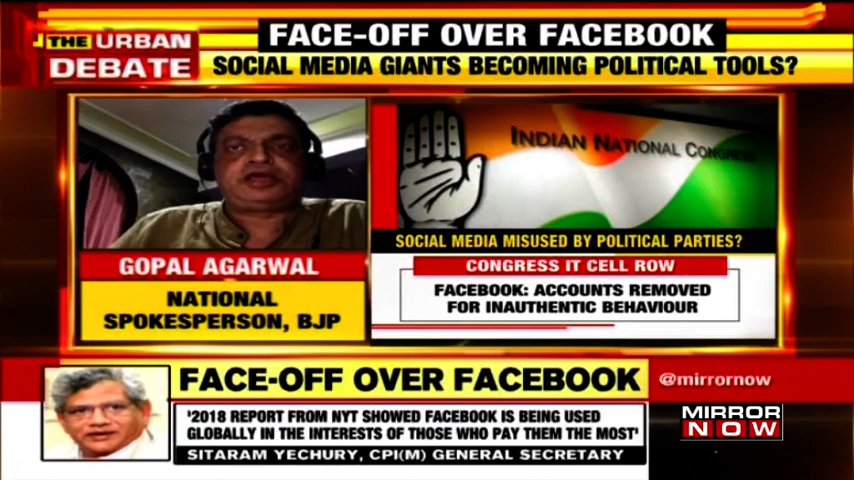 THE URBAN
DEBATE
FACE-OFF OVER FACEBOOK
SOCIAL MEDIA GIANTS BECOMING POLITICAL TOOLS?
INDIAN NATIONAL CONGRESS
GOPAL AGARWAL
NATIONAL
SPOKESPERSON, BJP
SOCIAL MEDIA MISUSED BY POLITICAL PARTIES?
CONGRESS IT CELL ROW
FACEBOOK: ACCOUNTS REMOVED
FOR INAUTHENTIC BEHAVIOUR
FACE-OFF OVER FACEBOOK
@mirrornow
'2018 REPORT FROM NYT SHOWED FACEBOOK IS BEING USED
GLOBALLY IN THE INTERESTS OF THOSE WHO PAY THEM THE MOST'
SITARAM YECHURY, CPI(M) GENERAL SECRETARY
MIRROR
NOW